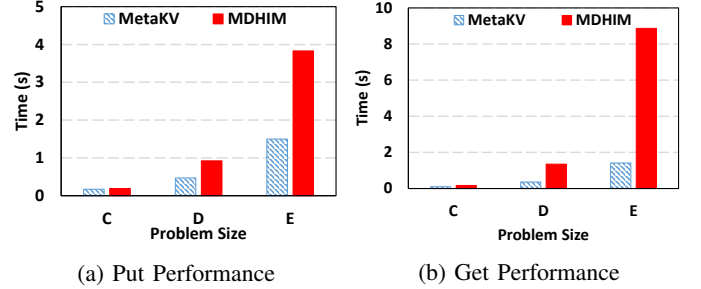 MetaKV MDHIM
5
4
3
2
1
0
Time (s)
C D E
Problem Size
(a) Put Performance
MetaKV MDHIM
10
8
6
4
2
0
Time (s)
C D E
Problem Size
(b) Get Performance